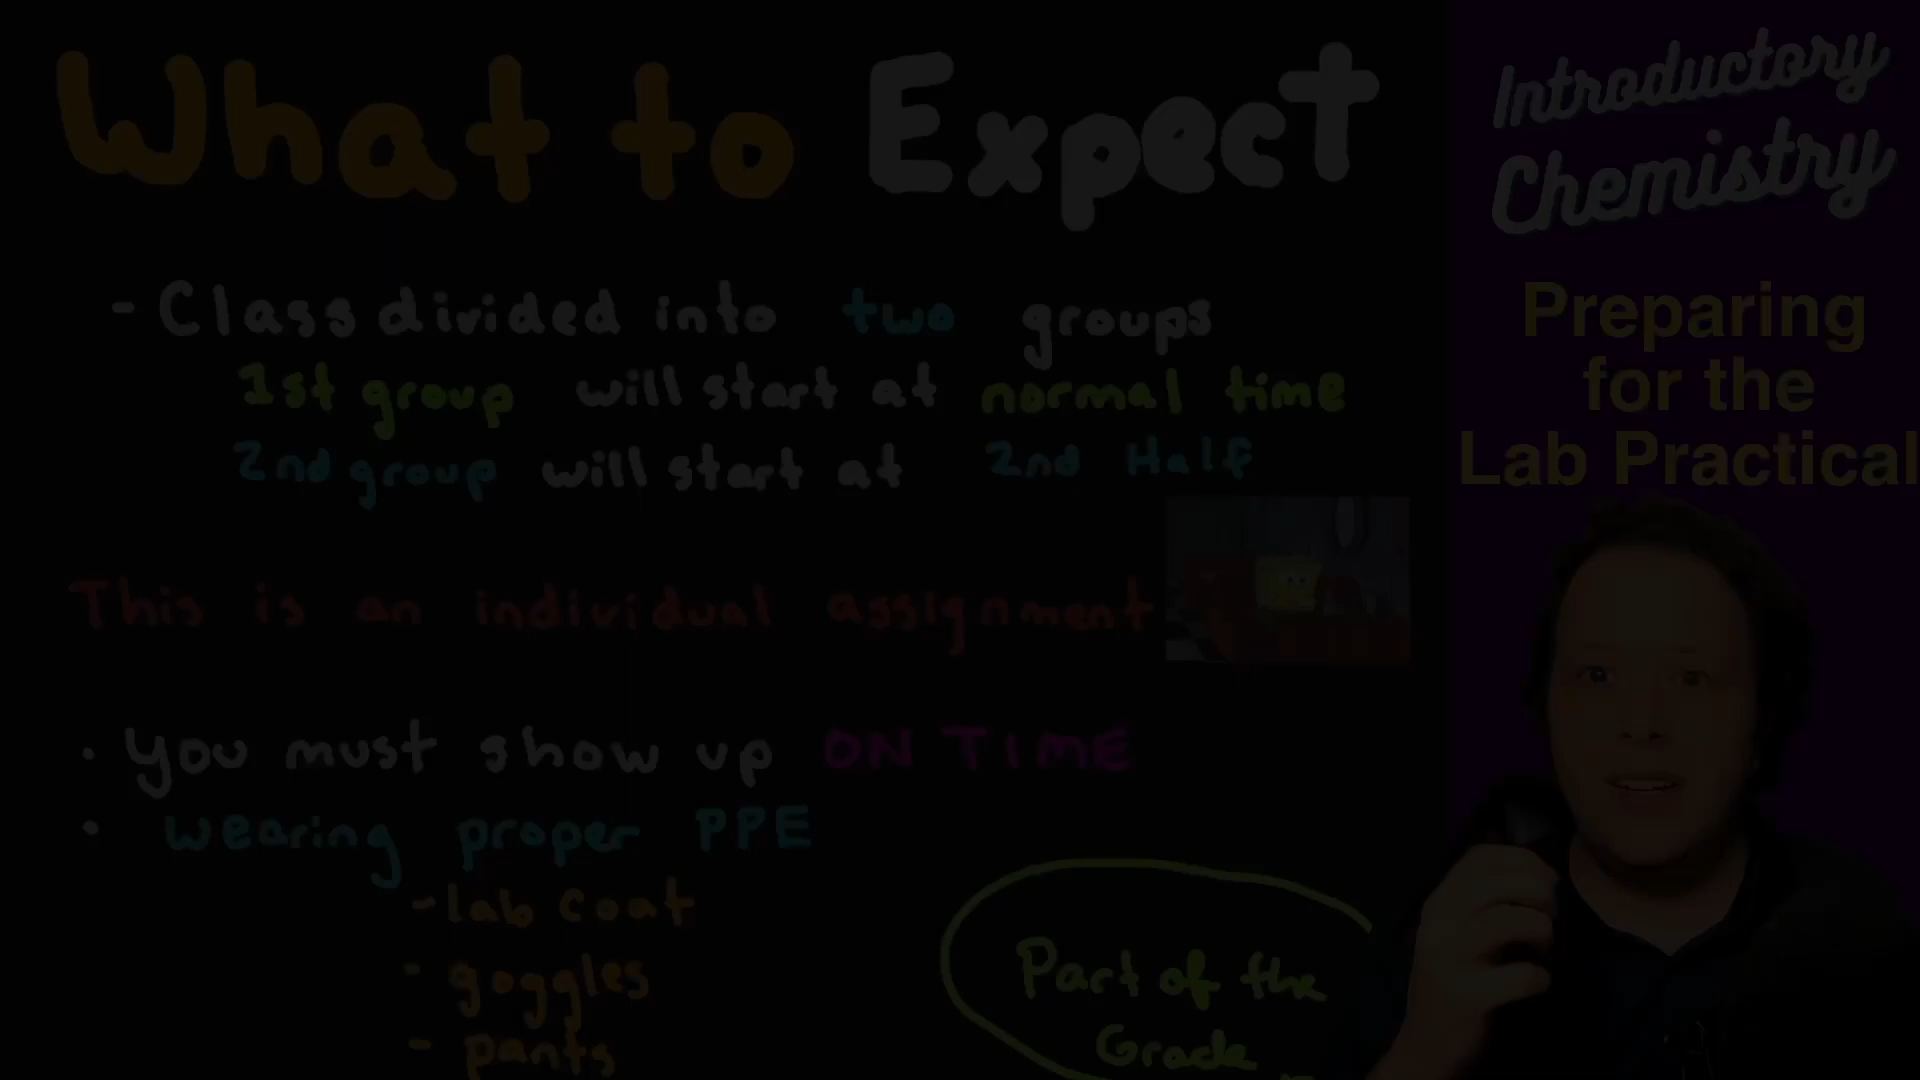 What to Expect
- Class divided into two groups
1st group will start at normal time
2nd group will start at 2nd Half
This is an individual assignment
• You must show up ON TIME
• wearing proper PPE
- lab coat
- goggles
- pants
Part of the
Grade
Introductory
Chemistry
Preparing
for the
Lab Practical